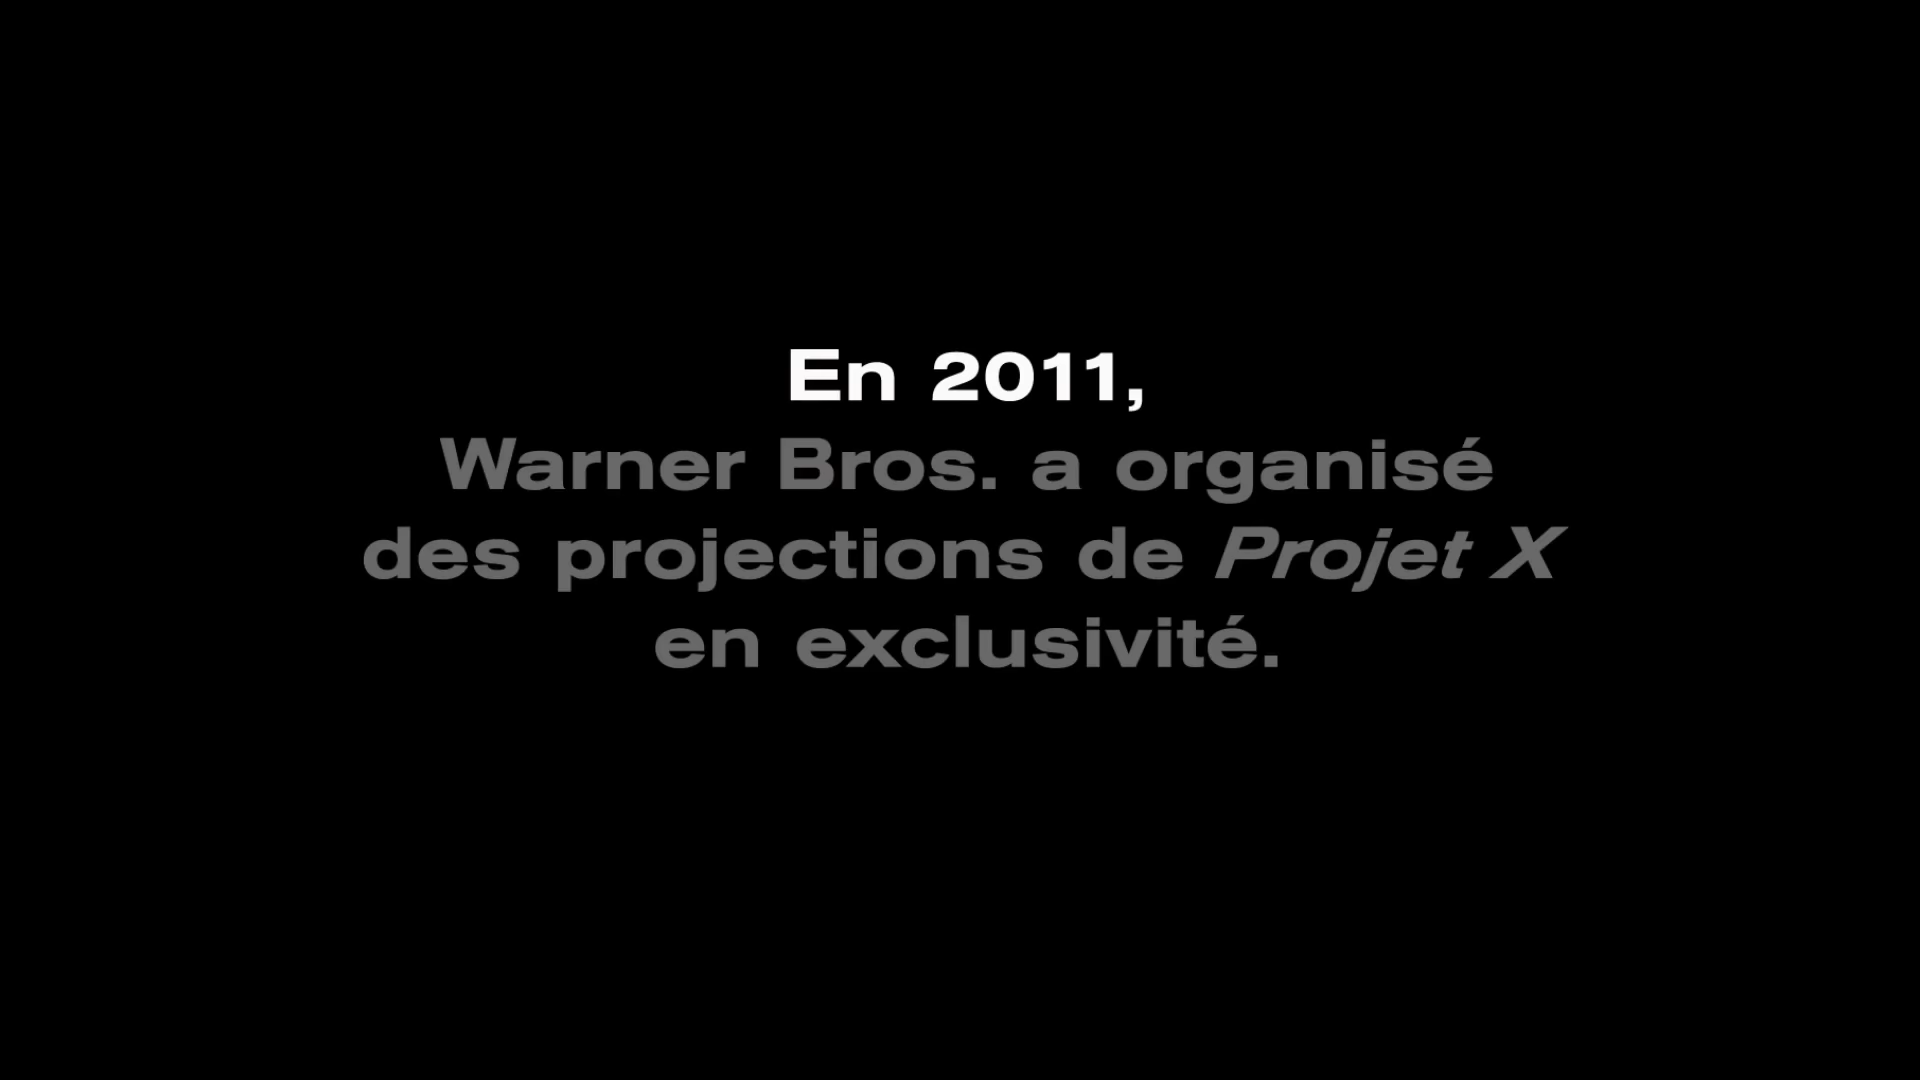 En 2011,
Warner Bros. a organisé
des projections de Projet X
en exclusivité.